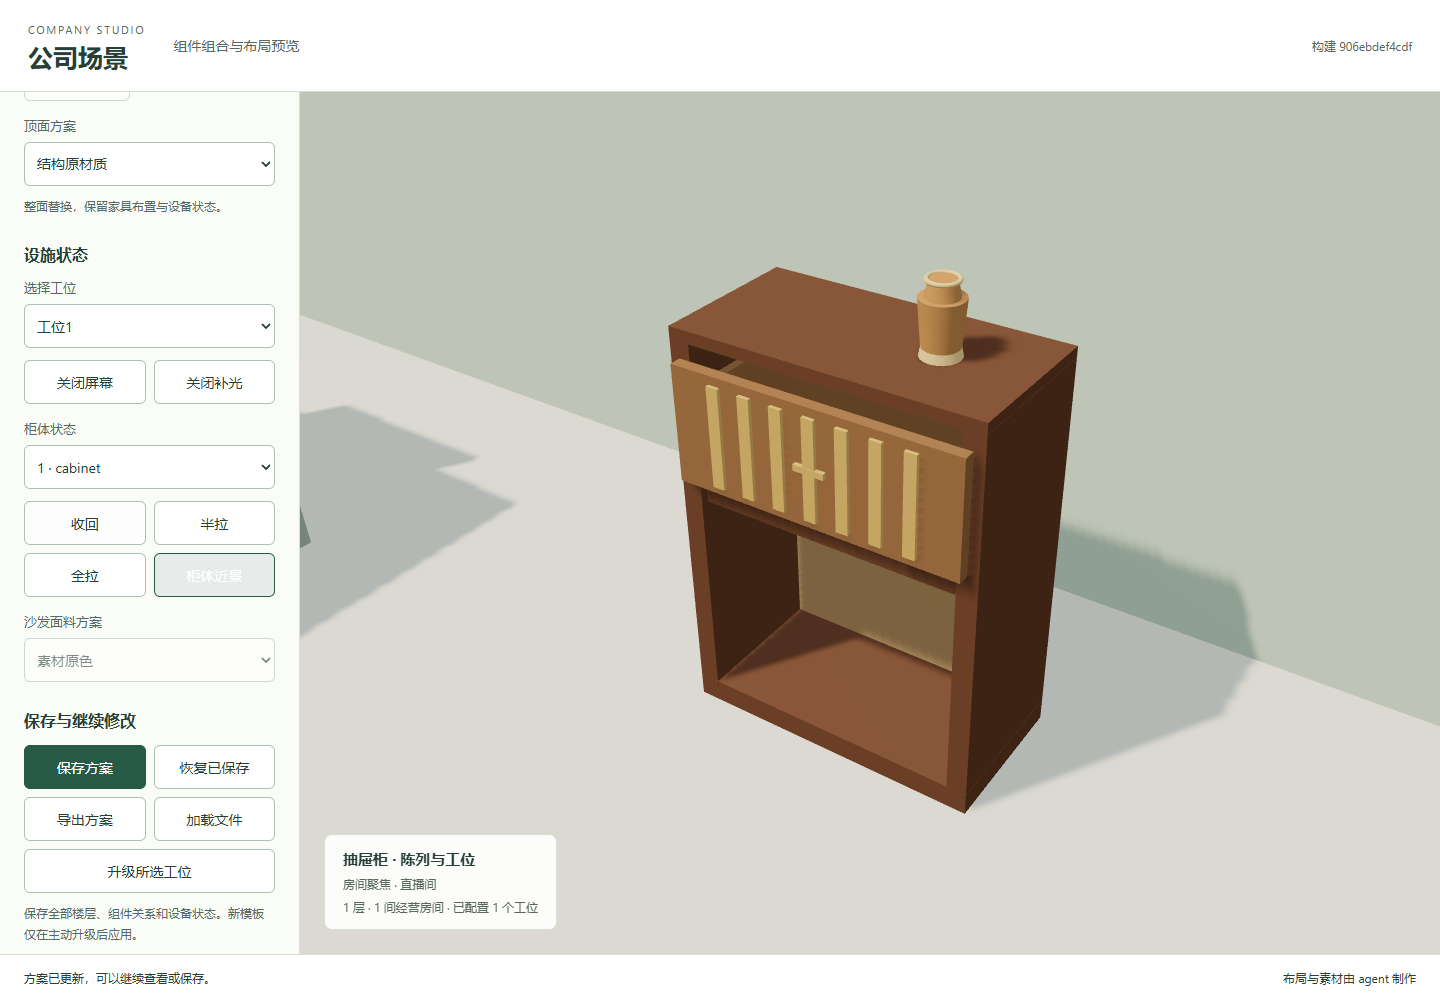 COMPANY STUDIO
公司场景
组件组合与布局预览
构建 906ebdef4cdf
顶面方案
结构原材质
整面替换，保留家具布置与设备状态。
设施状态
选择工位
工位1
关闭屏幕
关闭补光
柜体状态
1 · cabinet
收回
半拉
全拉
柜体近景
沙发面料方案
素材原色
保存与继续修改
保存方案
恢复已保存
导出方案
加载文件
升级所选工位
保存全部楼层、组件关系和设备状态。新模板
仅在主动升级后应用。
抽屉柜 · 陈列与工位
房间聚焦 · 直播间
1 层 · 1 间经营房间 · 已配置 1 个工位
方案已更新，可以继续查看或保存。
布局与素材由 agent 制作